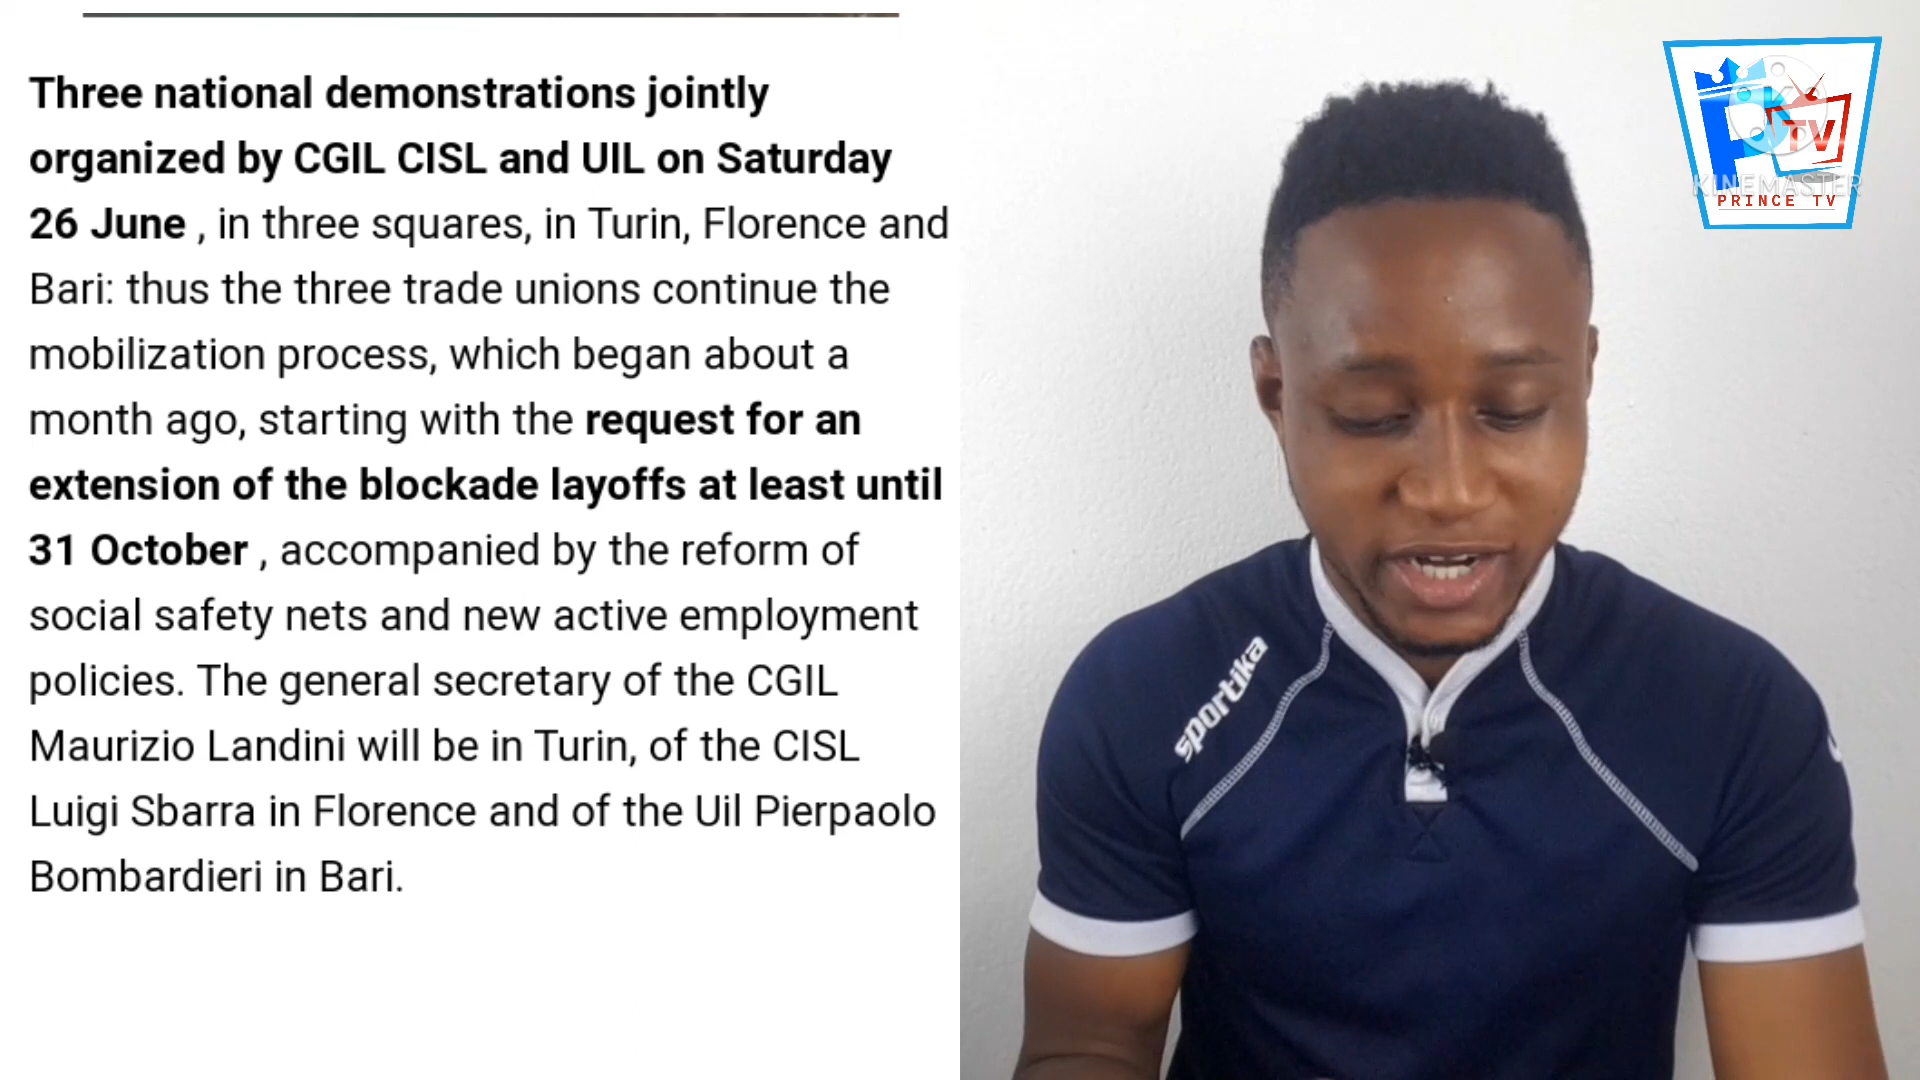 Three national demonstrations jointly
organized by CGIL CISL and UIL on Saturday
26 June , in three squares, in Turin, Florence and
Bari: thus the three trade unions continue the
mobilization process, which began about a
month ago, starting with the request for an
extension of the blockade layoffs at least until
31 October , accompanied by the reform of
social safety nets and new active employment
policies. The general secretary of the CGIL
Maurizio Landini will be in Turin, of the CISL
Luigi Sbarra in Florence and of the Uil Pierpaolo
Bombardieri in Bari.
TV
KINEMASTER
PRINCE TV
sportika